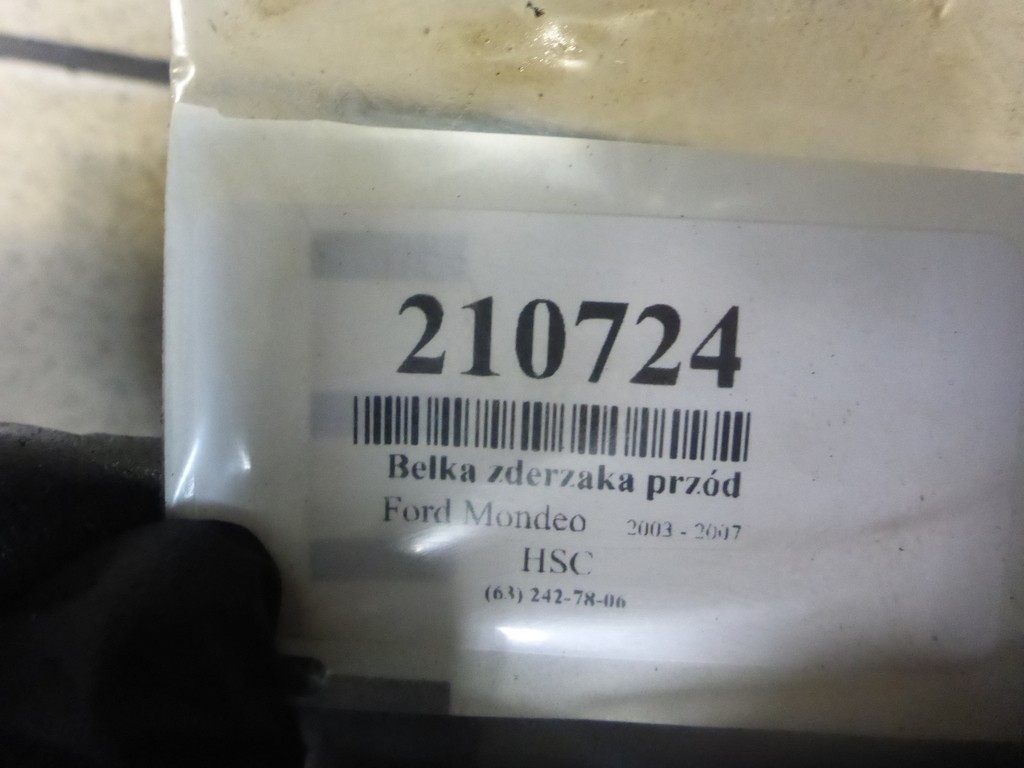 210724
Belka zderzaka przód
Ford Mondeo 2003 - 2007
HSC
(63) 242-78-06